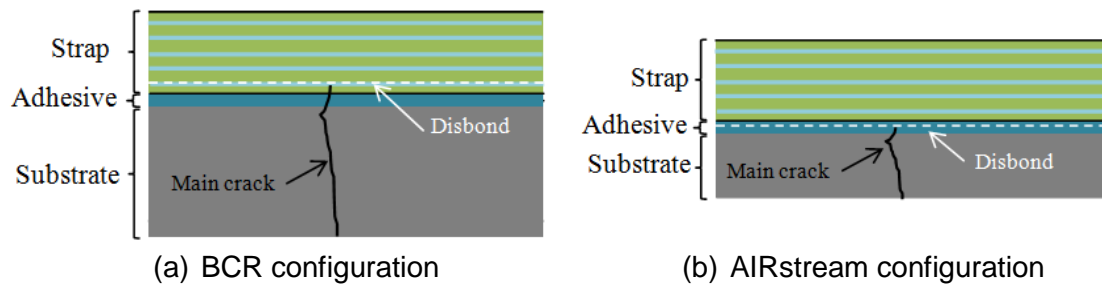 Strap
Adhesive
Substrate
Main crack
Disbond
(a) BCR configuration
Strap
Adhesive
Substrate
Main crack
Disbond
(b) AIRstream configuration